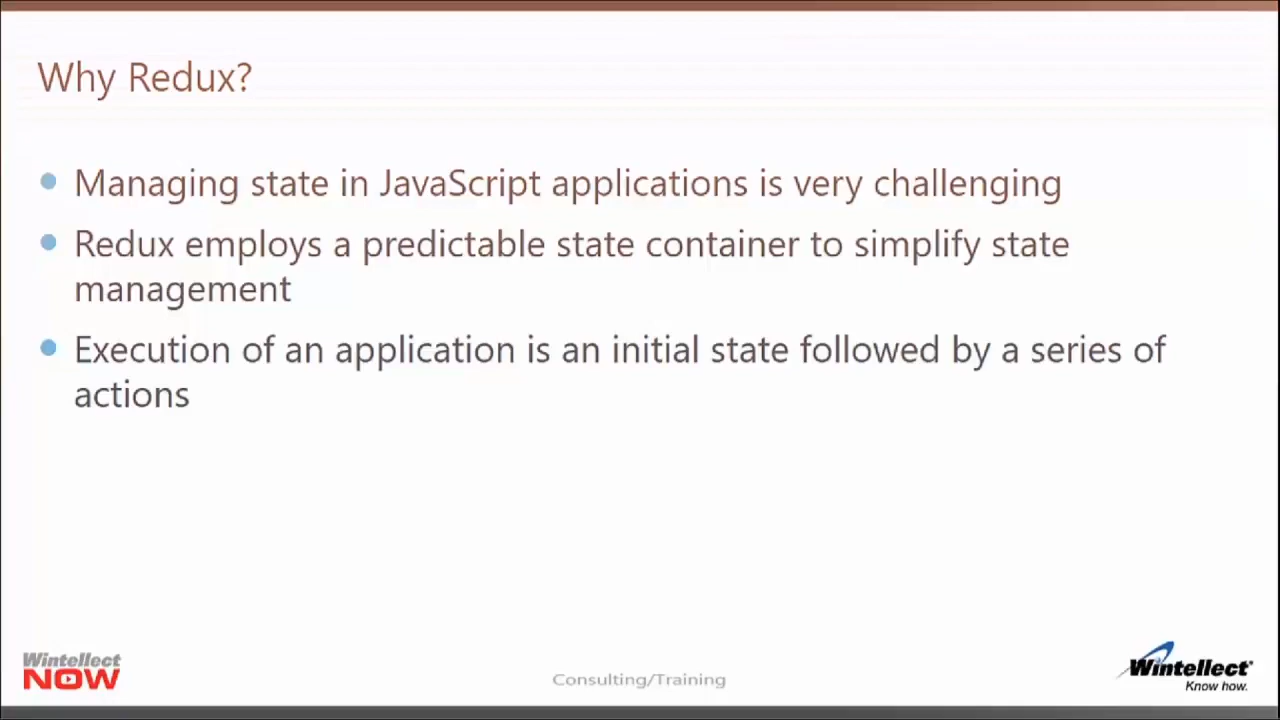 Why Redux?
Managing state in JavaScript applications is very challenging
Redux employs a predictable state container to simplify state
management
Execution of an application is an initial state followed by a series of
actions
Wintellect
NOW
Consulting/Training
Wintellect
Know how.